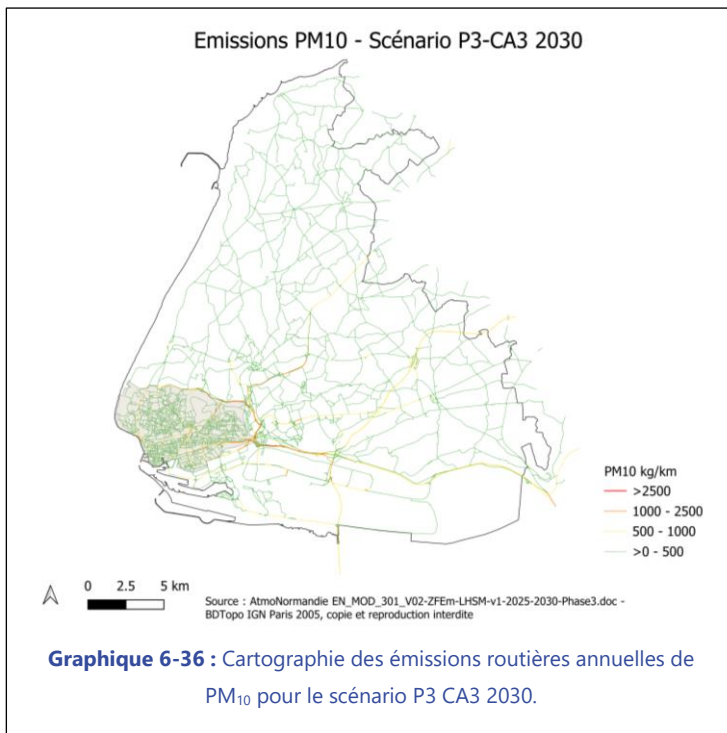 Emissions PM10 - Scénario P3-CA3 2030
PM10 kg/km
>2500
1000 - 2500
500 - 1000
>0 - 500
0 2.5 5 km
Source : AtmoNormandie EN_MOD_301_V02-ZFEm-LHSM-v1-2025-2030-Phase3.doc -
BDTopo IGN Paris 2005, copie et reproduction interdite
Graphique 6-36 : Cartographie des émissions routières annuelles de
PM₁₀ pour le scénario P3 CA3 2030.